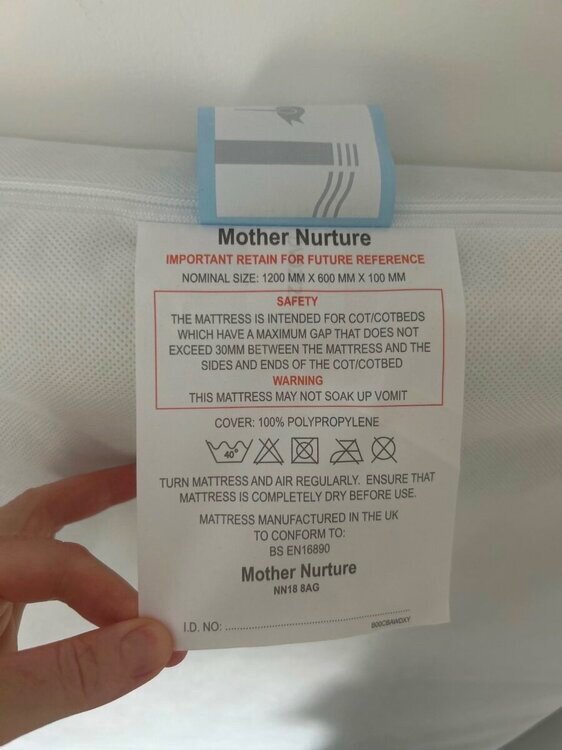 Mother Nurture
IMPORTANT RETAIN FOR FUTURE REFERENCE
NOMINAL SIZE: 1200 MM X 600 MM X 100 MM
SAFETY
THE MATTRESS IS INTENDED FOR COT/COTBEDS
WHICH HAVE A MAXIMUM GAP THAT DOES NOT
EXCEED 30MM BETWEEN THE MATTRESS AND THE
SIDES AND ENDS OF THE COT/COTBED
WARNING
THIS MATTRESS MAY NOT SOAK UP VOMIT
COVER: 100% POLYPROPYLENE
40°
TURN MATTRESS AND AIR REGULARLY. ENSURE THAT
MATTRESS IS COMPLETELY DRY BEFORE USE.
MATTRESS MANUFACTURED IN THE UK
TO CONFORM TO:
BS EN16890
Mother Nurture
NN18 8AG
I.D. NO: